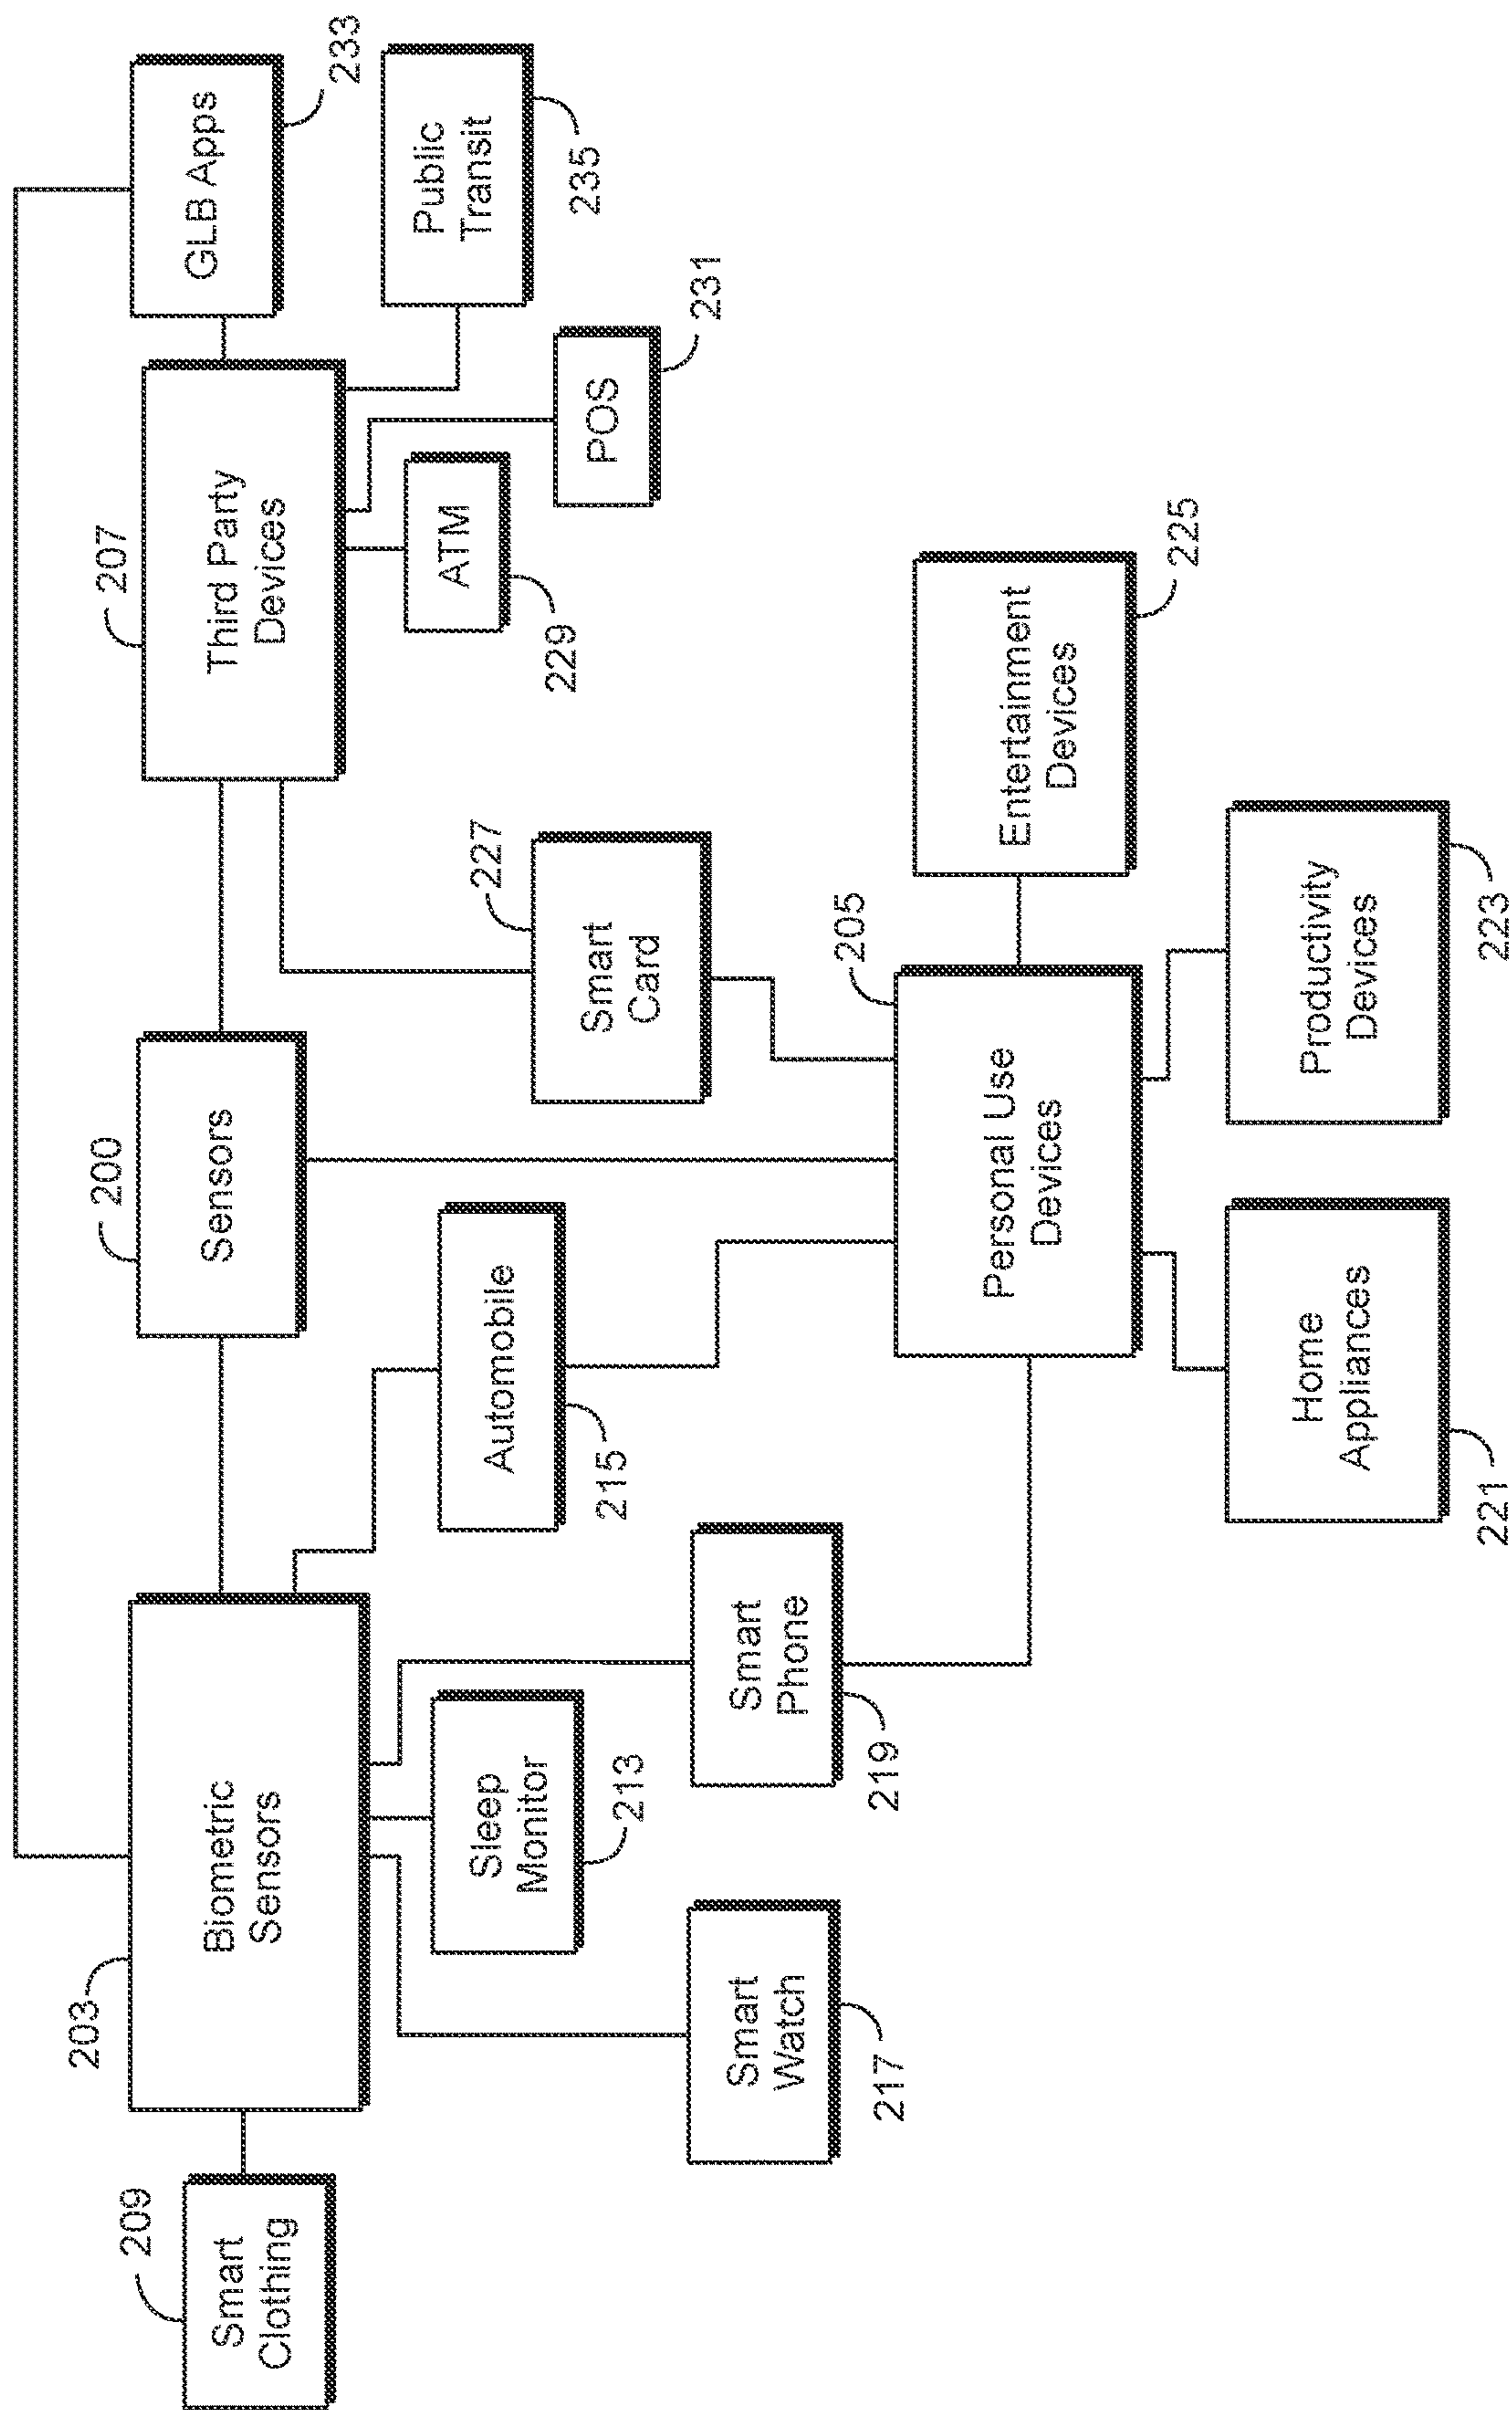 209
Smart
Clothing
203
Biometric
Sensors
200
Sensors
207
Third Party
Devices
GLB Apps
233
Sleep
Monitor
213
Automobile
215
ATM
229
Public
Transit
235
Smart
Watch
217
Smart
Phone
219
227
Smart
Card
POS
231
205
Personal Use
Devices
Entertainment
Devices
225
Home
Appliances
221
Productivity
Devices
223